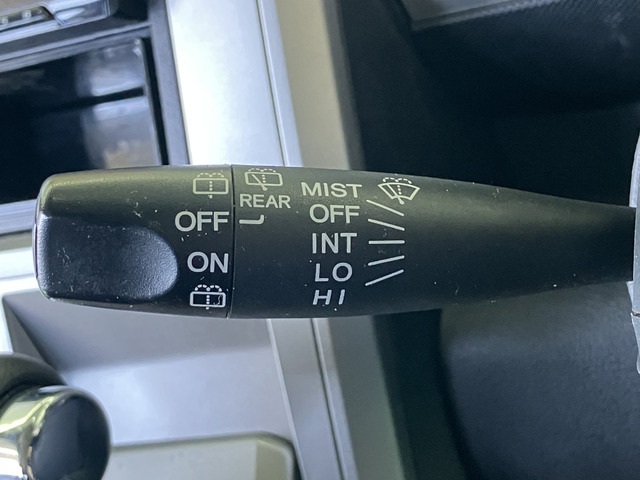 OFF
ON
REAR
MIST
OFF
INT
LO
HI